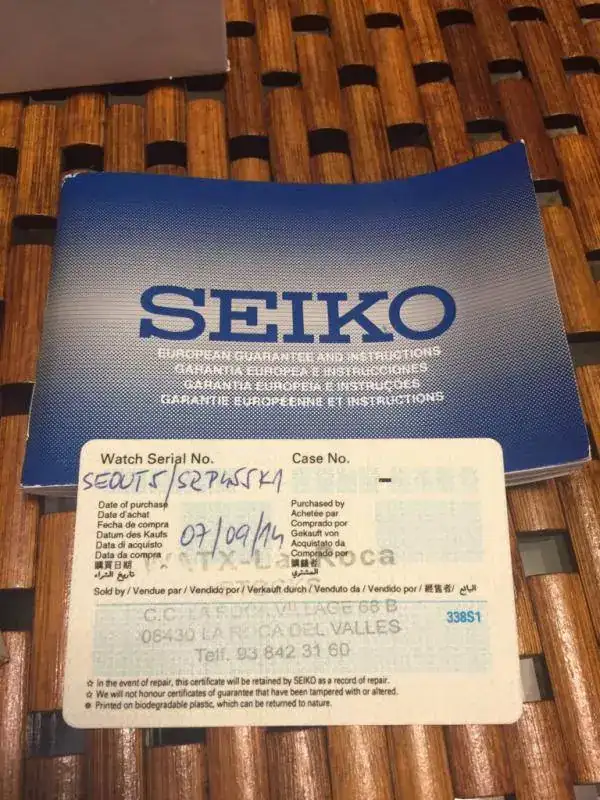 SEIKO
EUROPEAN GUARANTEE AND INSTRUCTIONS
GARANTIA EUROPEA E INSTRUCCIONES
GARANTIA EUROPEIA E INSTRUÇÕES
GARANTIE EUROPÉENNE ET INSTRUCTIONS
Watch Serial No.
Case No.
-
Date of purchase
Date d'achat
Fecha de compra
Datum des Kaufs
Data di acquisto
Data da compra
購買日期
تاريخ الشراء
07/09/14
Purchased by
Achetée par
Comprado por
Gekauft von
Acquistato da
Comprado por
購錶者
المشتري
WATX-La Roca
Sold by / Vendue par / Vendido por / Verkauft durch / Venduto da / Vendido por / 經售者 / البائع
C.C. LA ROCA VILLAGE 66 B
08430 LA ROCA DEL VALLES
Telf. 93 842 31 60
338S1
☆ In the event of repair, this certificate will be retained by SEIKO as a record of repair.
☆ We will not honour certificates of guarantee that have been tampered with or altered.
● Printed on biodegradable plastic, which can be returned to nature.